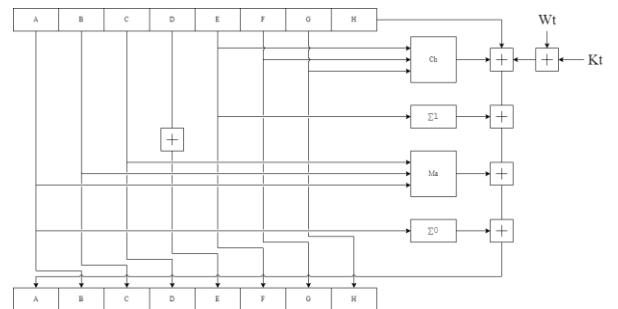 A B C D E F G H
Wt
Ch
+ +
Kt
Σ1
+
+
Ma
+
Σ0
+
A B C D E F G H